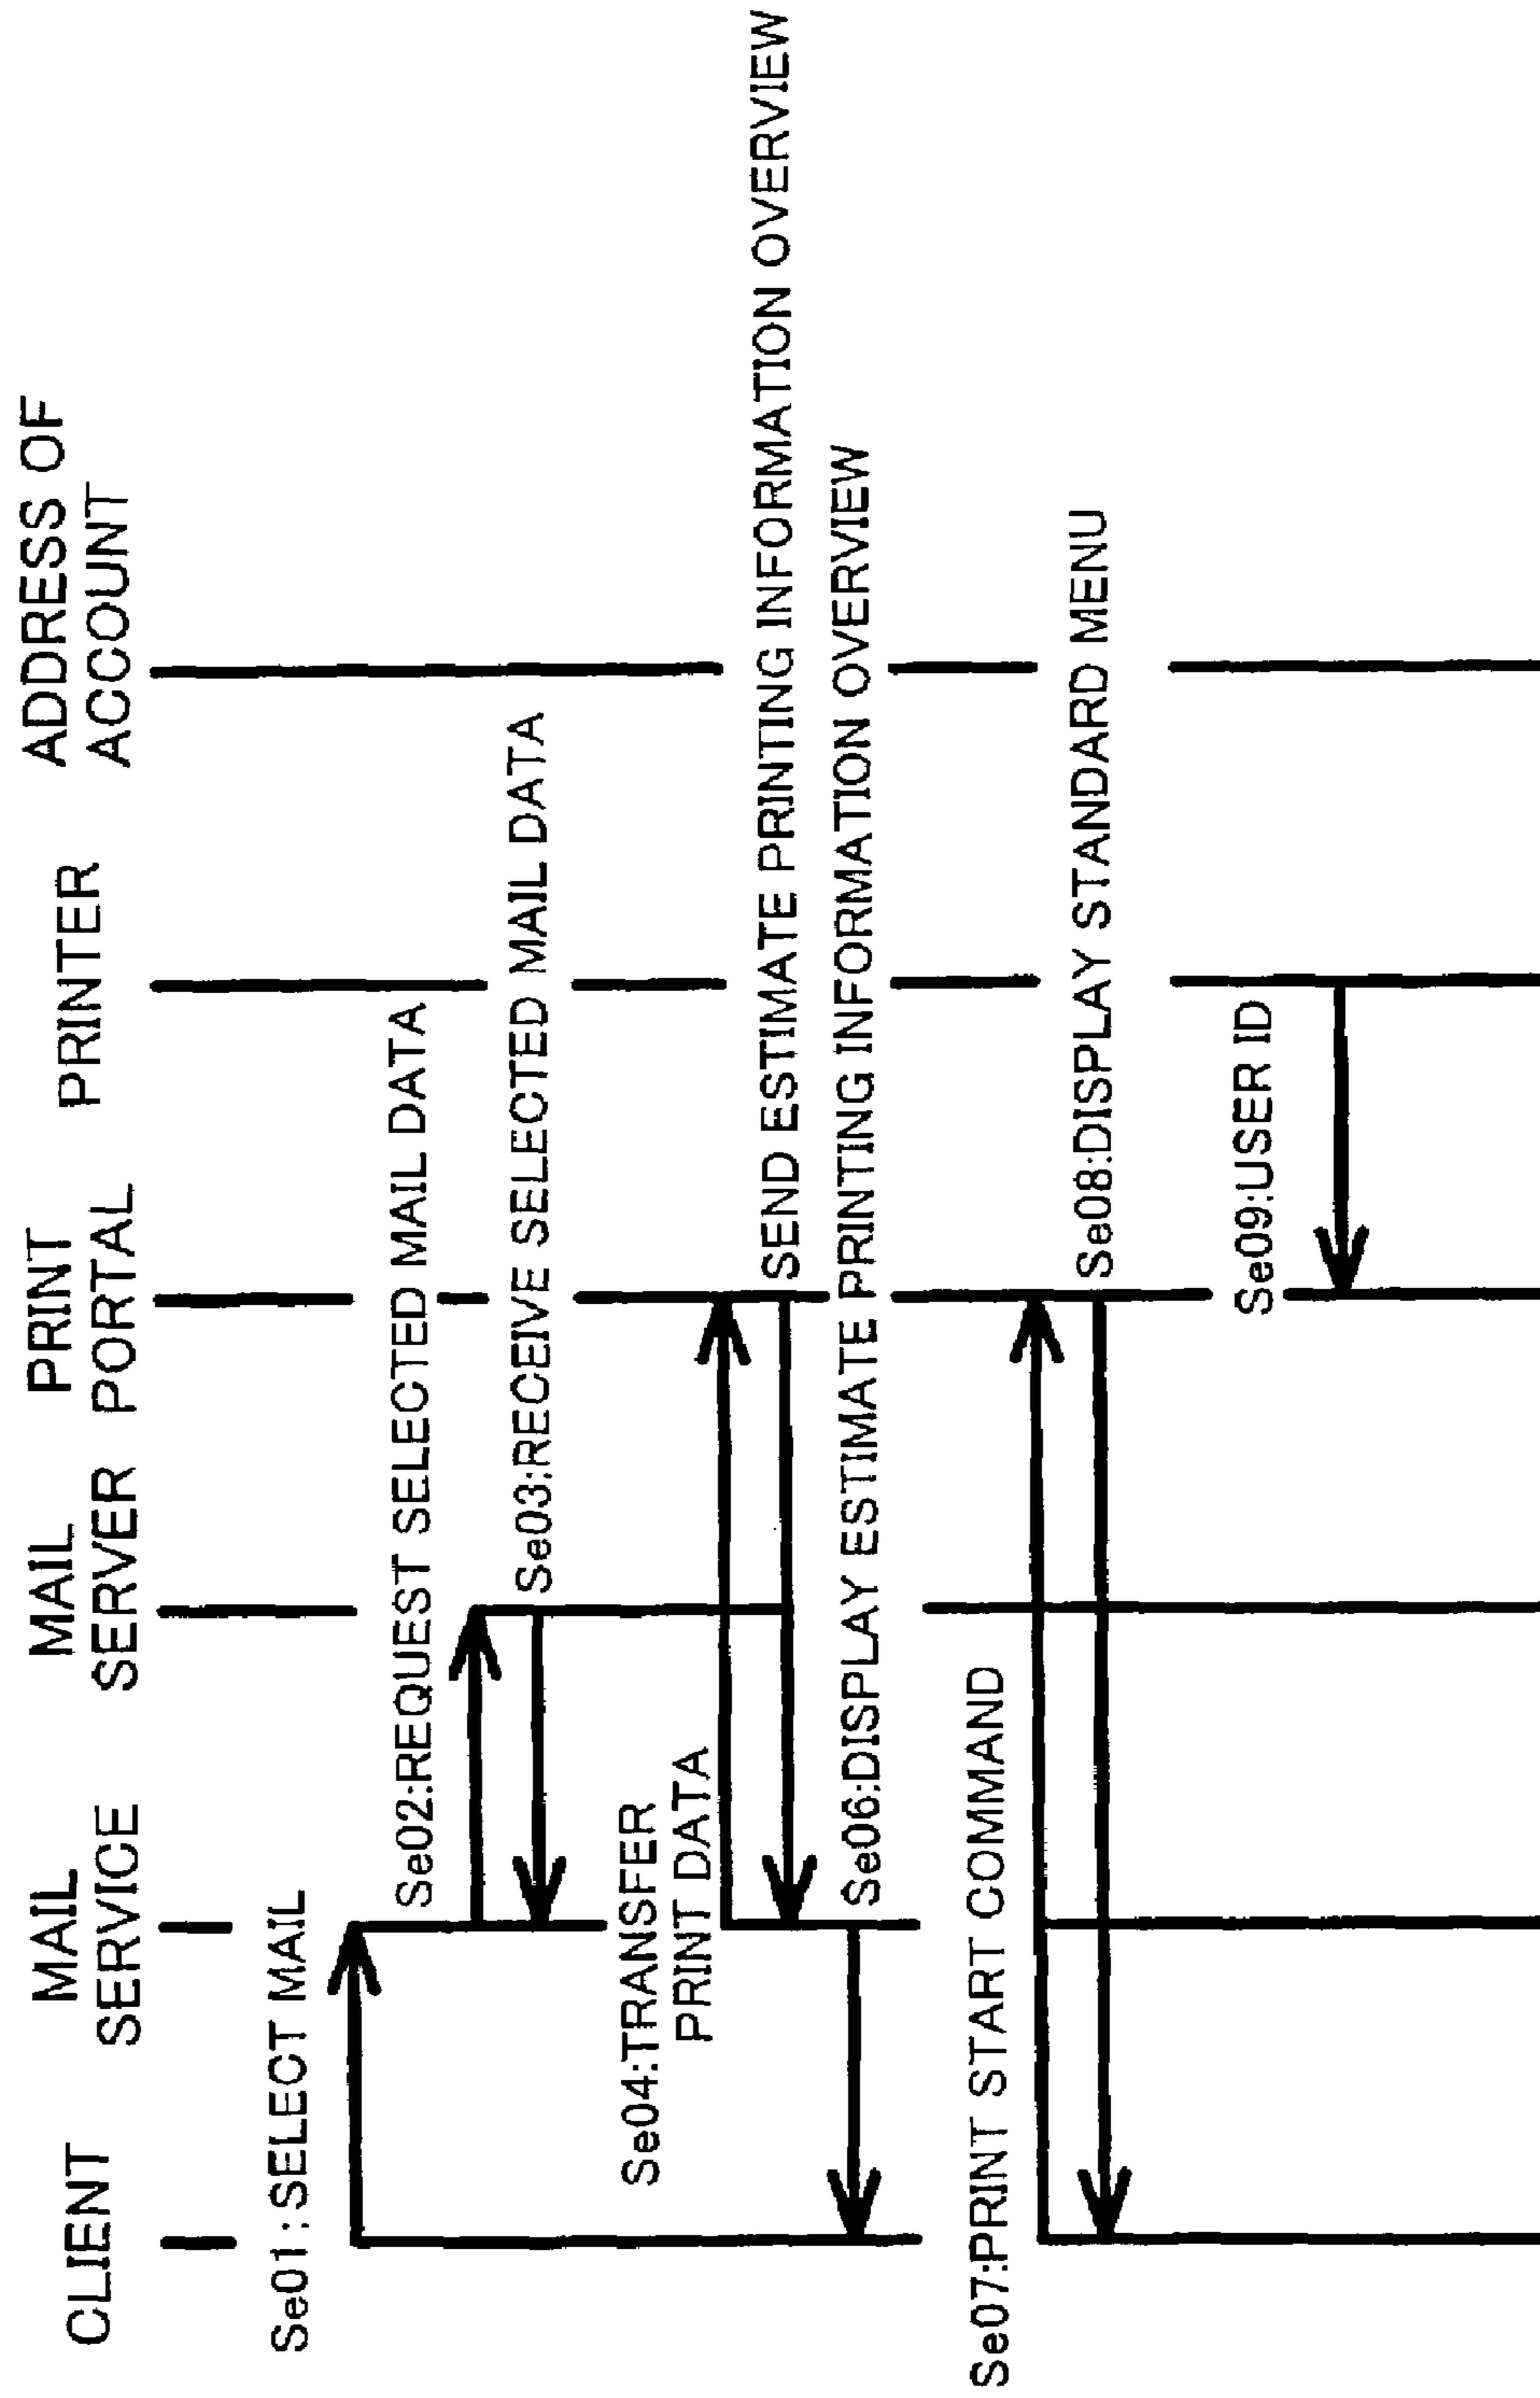 CLIENT
MAIL
SERVICE
MAIL
SERVER
PRINT
PORTAL
PRINTER
ADDRESS OF
ACCOUNT
Se01:SELECT MAIL
Se02:REQUEST SELECTED MAIL DATA
Se03:RECEIVE SELECTED MAIL DATA
Se04:TRANSFER
PRINT DATA
SEND ESTIMATE PRINTING INFORMATION OVERVIEW
Se06:DISPLAY ESTIMATE PRINTING INFORMATION OVERVIEW
Se07:PRINT START COMMAND
Se08:DISPLAY STANDARD MENU
Se09:USER ID